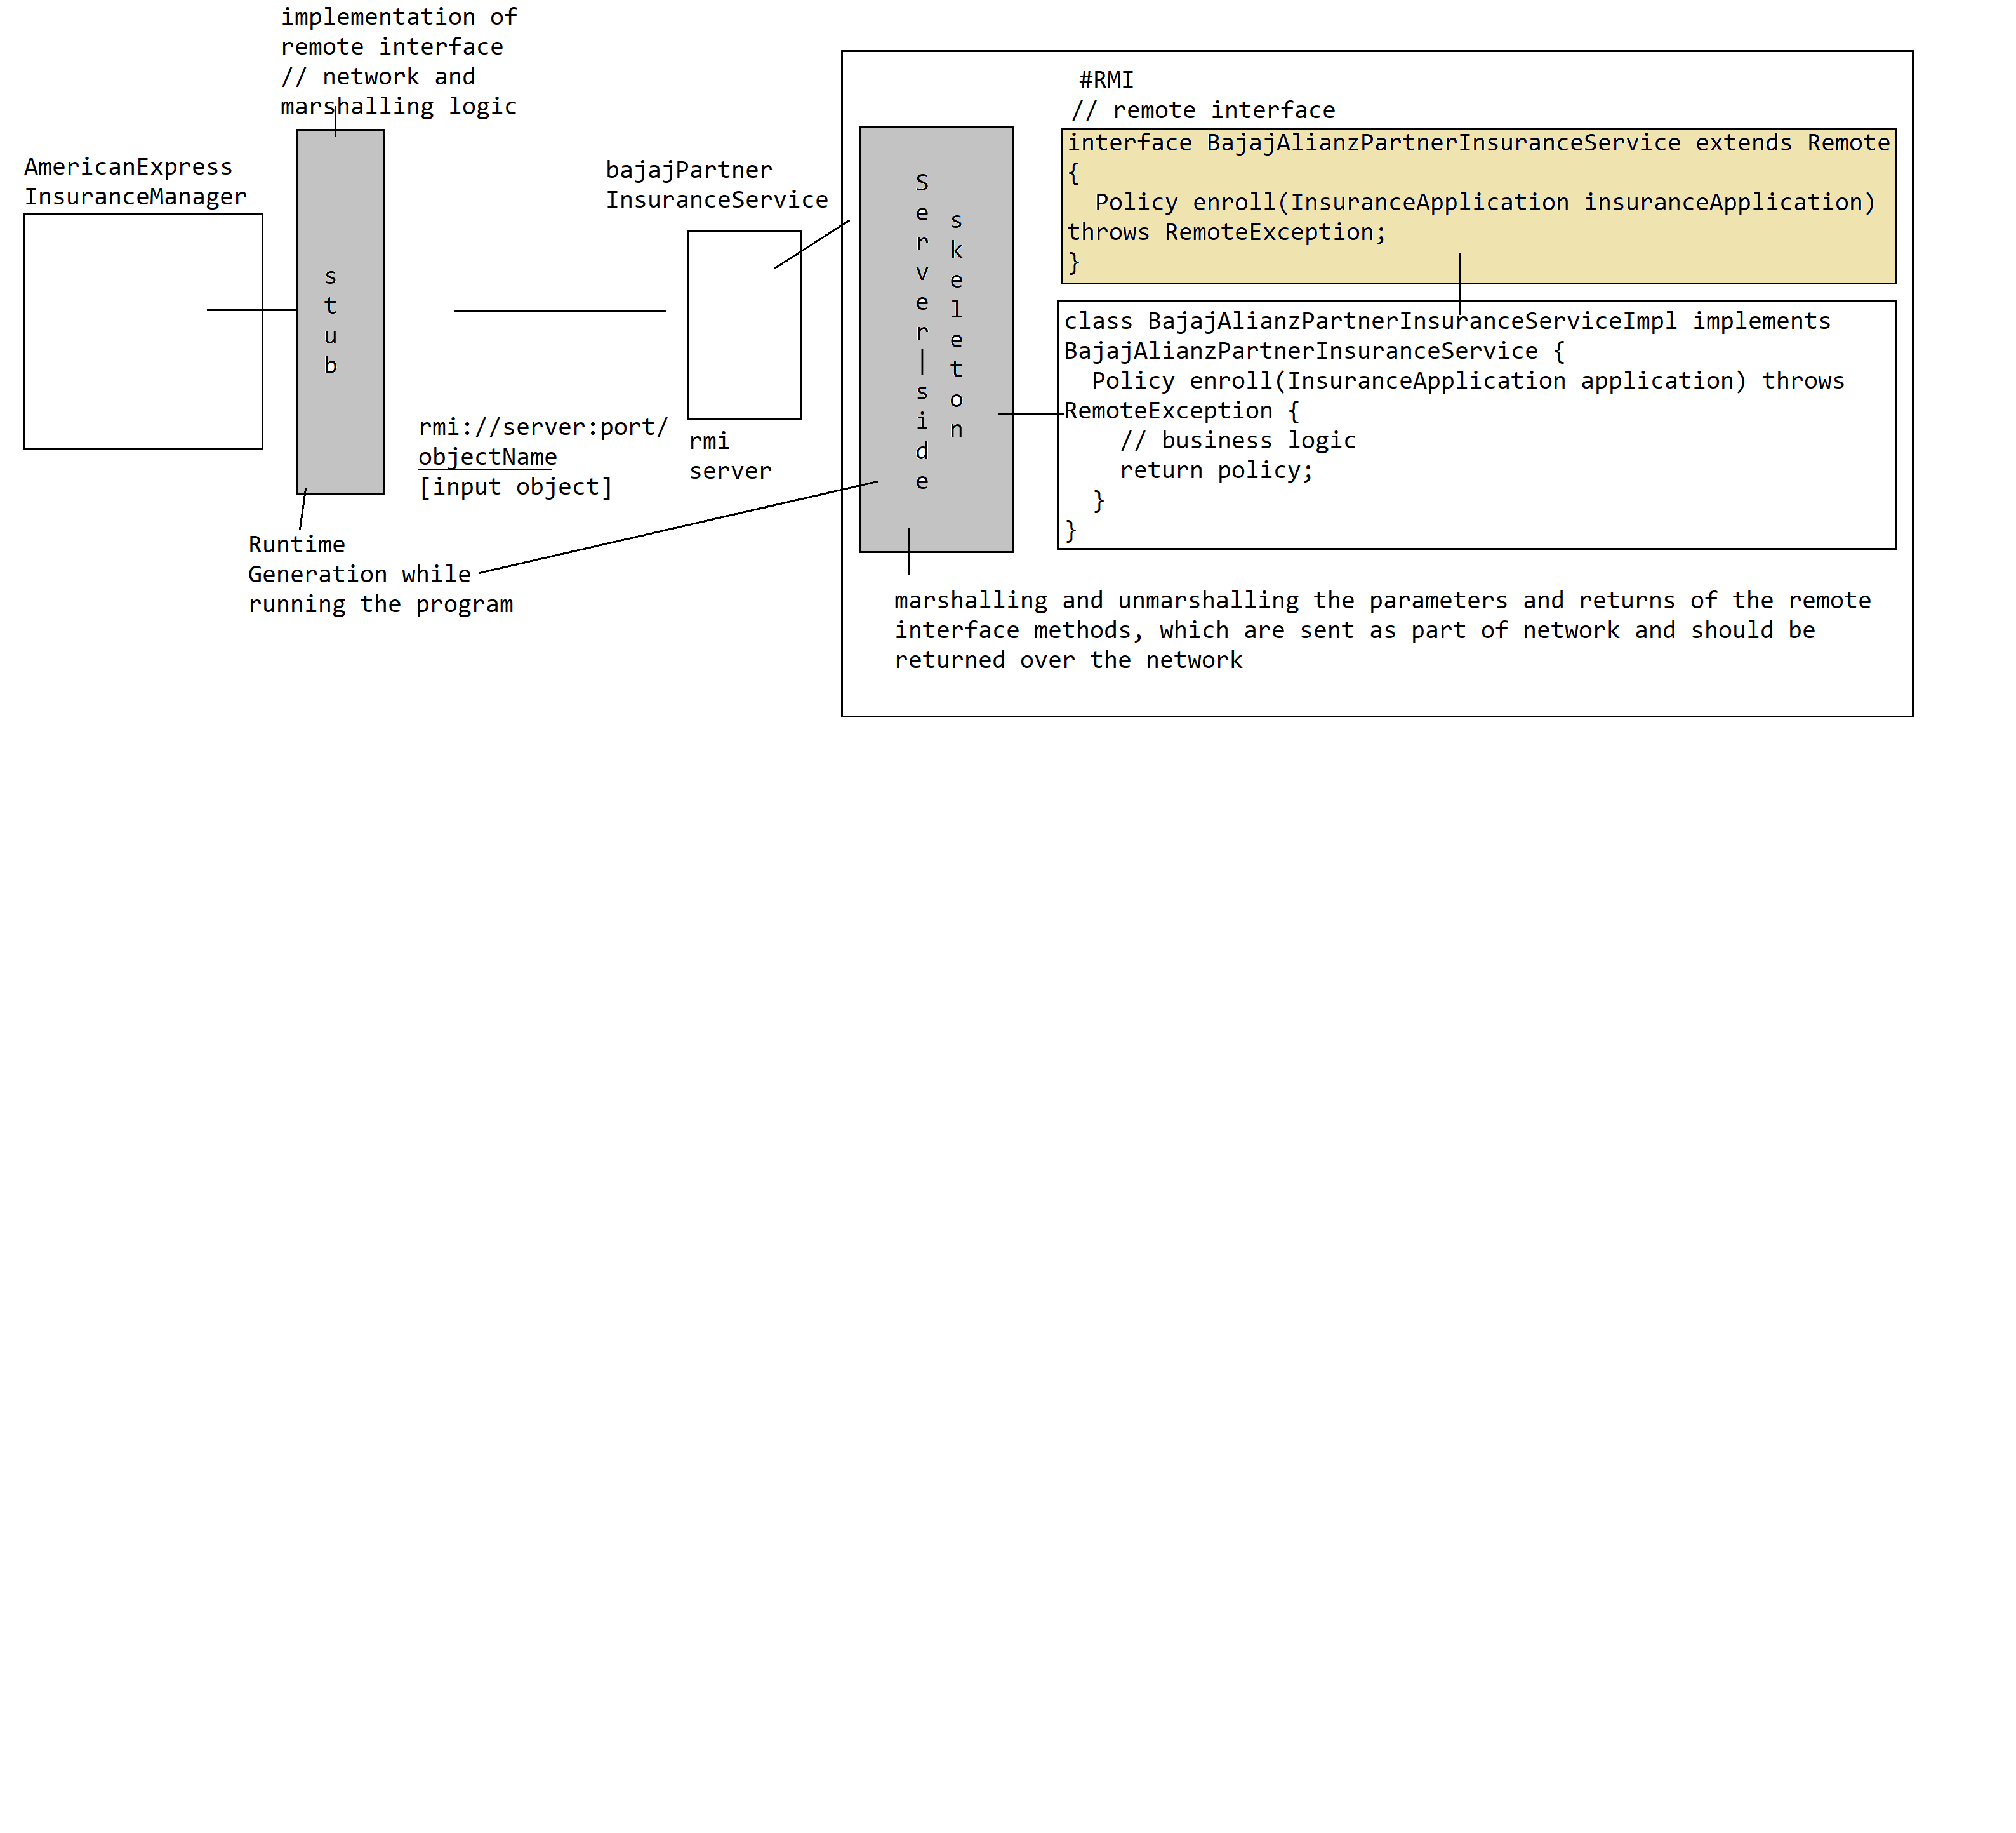 implementation of
remote interface
// network and
marshalling logic
AmericanExpress
InsuranceManager
stub
Runtime
Generation while
running the program
rmi://server:port/
objectName
[input object]
bajajPartner
InsuranceService
rmi
server
Server|side
skeleton
#RMI
// remote interface
interface BajajAlianzPartnerInsuranceService extends Remote
{
  Policy enroll(InsuranceApplication insuranceApplication)
throws RemoteException;
}
class BajajAlianzPartnerInsuranceServiceImpl implements
BajajAlianzPartnerInsuranceService {
  Policy enroll(InsuranceApplication application) throws
RemoteException {
    // business logic
    return policy;
  }
}
marshalling and unmarshalling the parameters and returns of the remote
interface methods, which are sent as part of network and should be
returned over the network